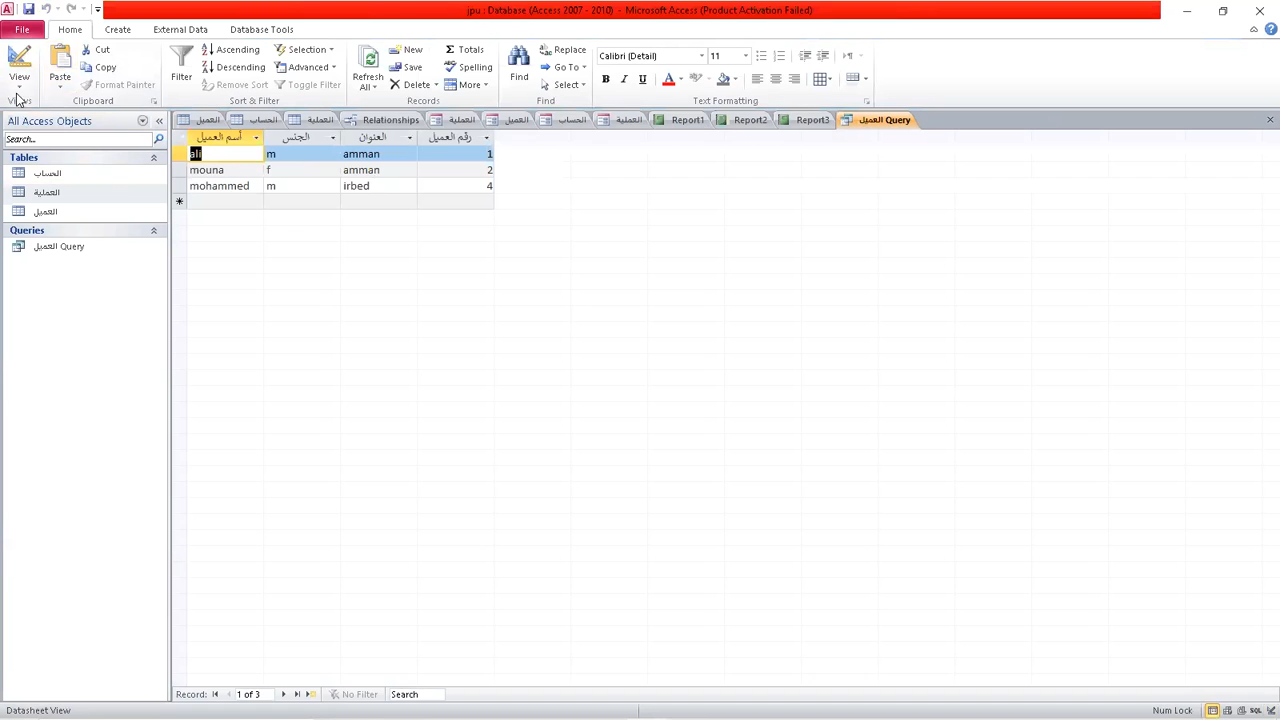 jpu : Database (Access 2007 - 2010) - Microsoft Access (Product Activation Failed)
File Home Create External Data Database Tools
View
Views
Paste
Cut
Copy
Format Painter
Clipboard
Filter
Ascending
Descending
Remove Sort
Selection
Advanced
Toggle Filter
Sort & Filter
Refresh
All
New
Save
Delete
Totals
Spelling
More
Records
Find
Replace
Go To
Select
Find
Calibri (Detail) 11
B I U A
Text Formatting
All Access Objects
Search...
Tables
الحساب
العملية
العميل
Queries
العميل Query
العميل الحساب العملية Relationships العملية العميل الحساب العملية Report1 Report2 Report3 العميل Query
أسم العميل الجنس العنوان رقم العميل
ali m amman 1
mouna f amman 2
mohammed m irbed 4
Record: 1 of 3 No Filter Search
Datasheet View Num Lock SQL